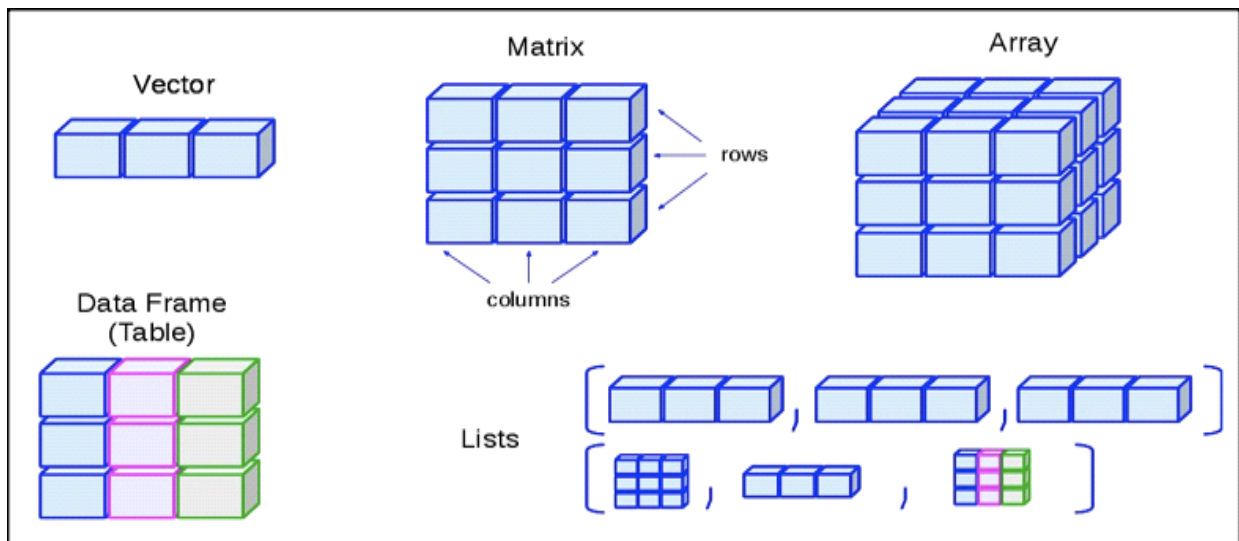 Vector
Matrix
Array
rows
columns
Data Frame
(Table)
Lists